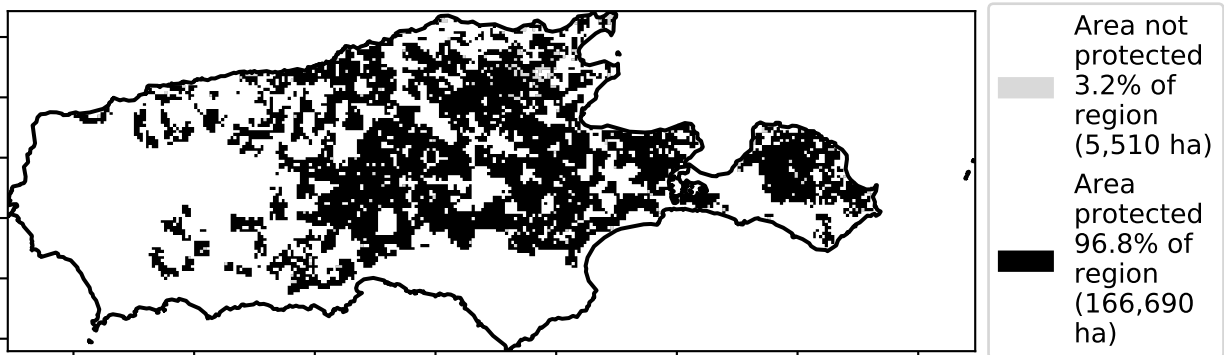 Area not
protected
3.2% of
region
(5,510 ha)
Area
protected
96.8% of
region
(166,690
ha)